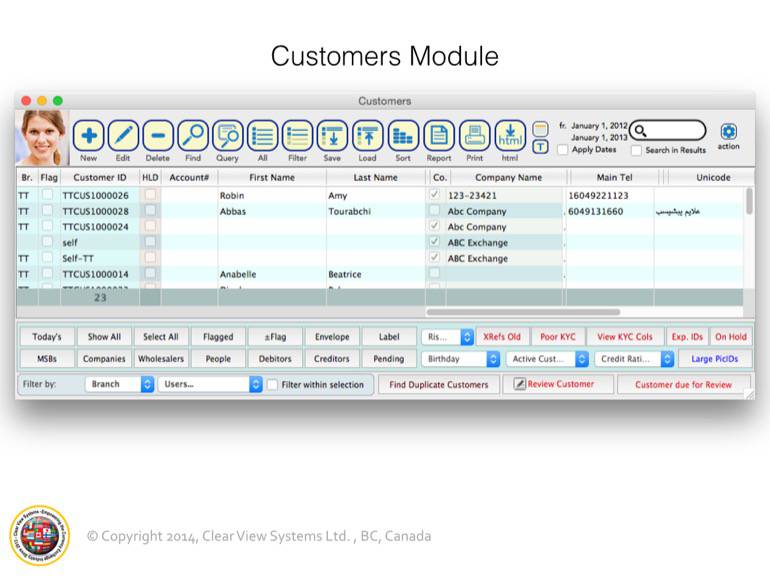 Customers Module
Customers
New Edit Delete Find Query All Filter Save Load Sort Report Print html
html
T
fr. January 1, 2012
January 1, 2013
Apply Dates
Search in Results
action
Br. Flag Customer ID HLD Account# First Name Last Name Co. Company Name Main Tel Unicode
TT TTCUS1000026 Robin Amy 123-23421 16049221123
TT TTCUS1000028 Abbas Tourabchi Abc Company 6049131660
TT TTCUS1000024 Abc Company
self ABC Exchange
TT Self-TT ABC Exchange
TT TTCUS1000014 Anabelle Beatrice
23
Today's Show All Select All Flagged ±Flag Envelope Label Ris... XRefs Old Poor KYC View KYC Cols Exp. IDs On Hold
MSBs Companies Wholesalers People Debitors Creditors Pending Birthday Active Cust... Credit Rati... Large PicIDs
Filter by: Branch Users... Filter within selection Find Duplicate Customers Review Customer Customer due for Review
© Copyright 2014, Clear View Systems Ltd. , BC, Canada